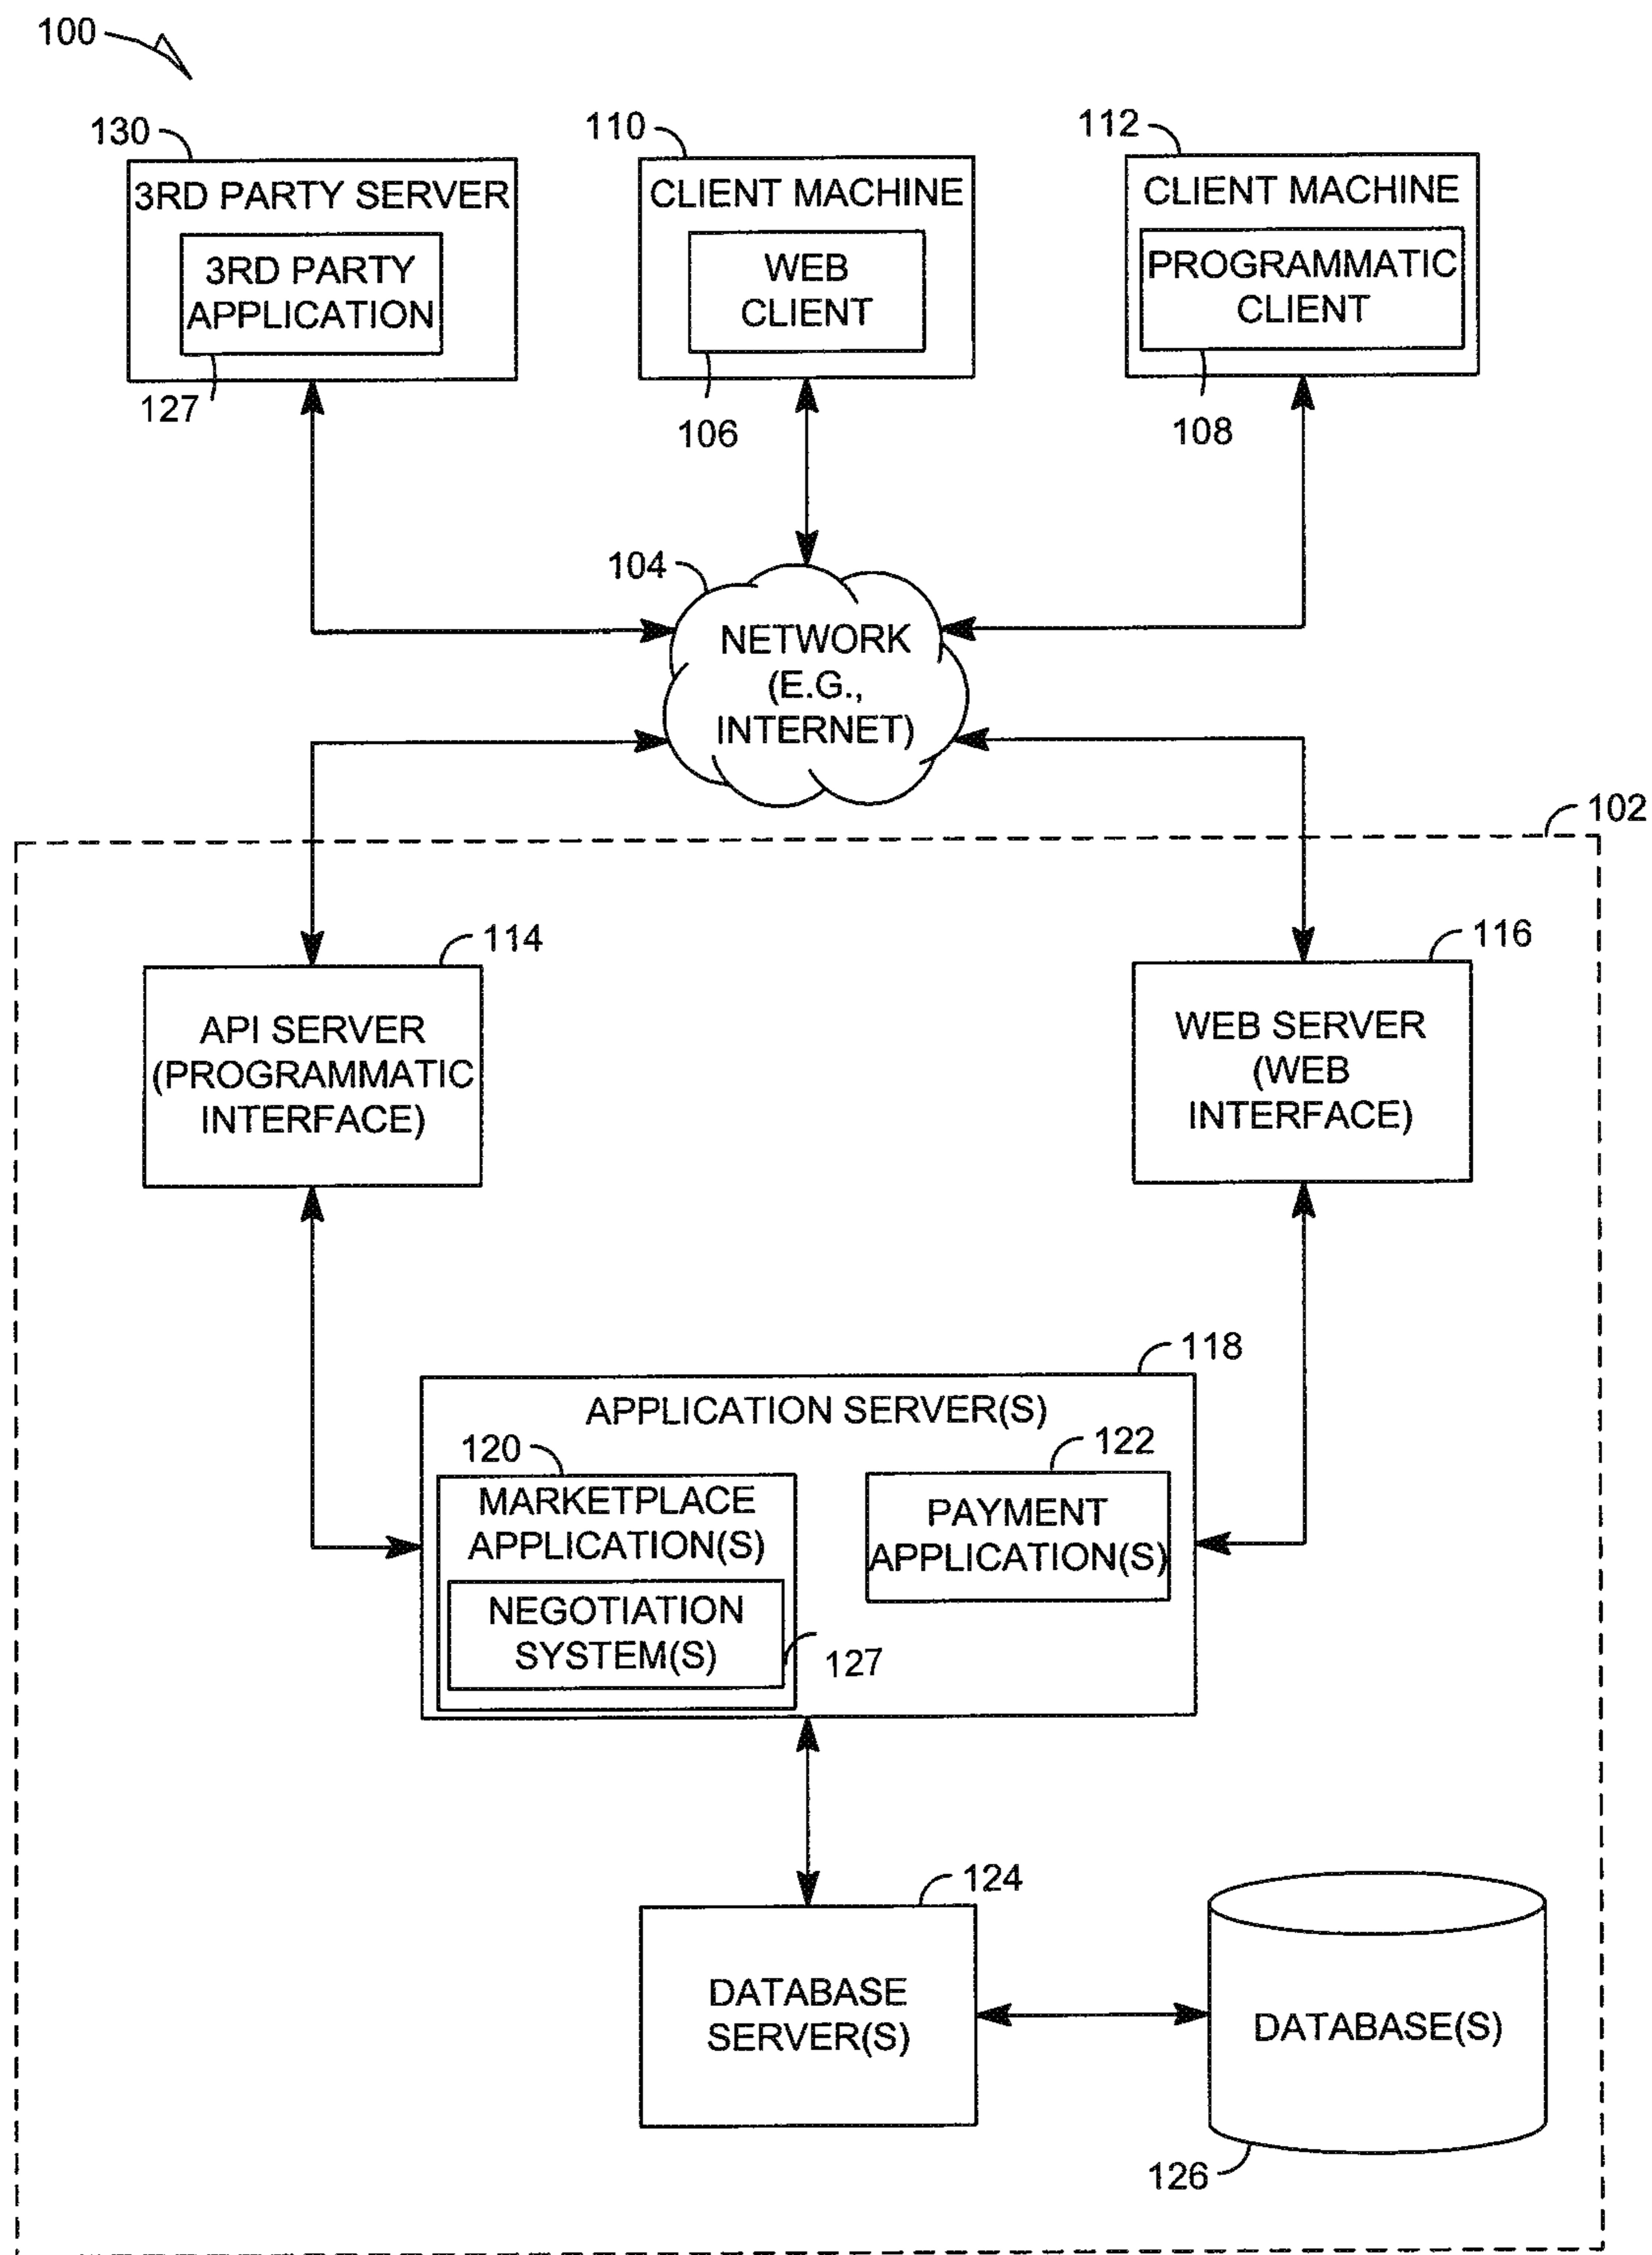 100
130
110
112
3RD PARTY SERVER
3RD PARTY
APPLICATION
127
CLIENT MACHINE
WEB
CLIENT
106
CLIENT MACHINE
PROGRAMMATIC
CLIENT
108
104
NETWORK
(E.G.,
INTERNET)
102
114
API SERVER
(PROGRAMMATIC
INTERFACE)
116
WEB SERVER
(WEB
INTERFACE)
118
APPLICATION SERVER(S)
120
MARKETPLACE
APPLICATION(S)
NEGOTIATION
SYSTEM(S)
127
122
PAYMENT
APPLICATION(S)
124
DATABASE
SERVER(S)
DATABASE(S)
126